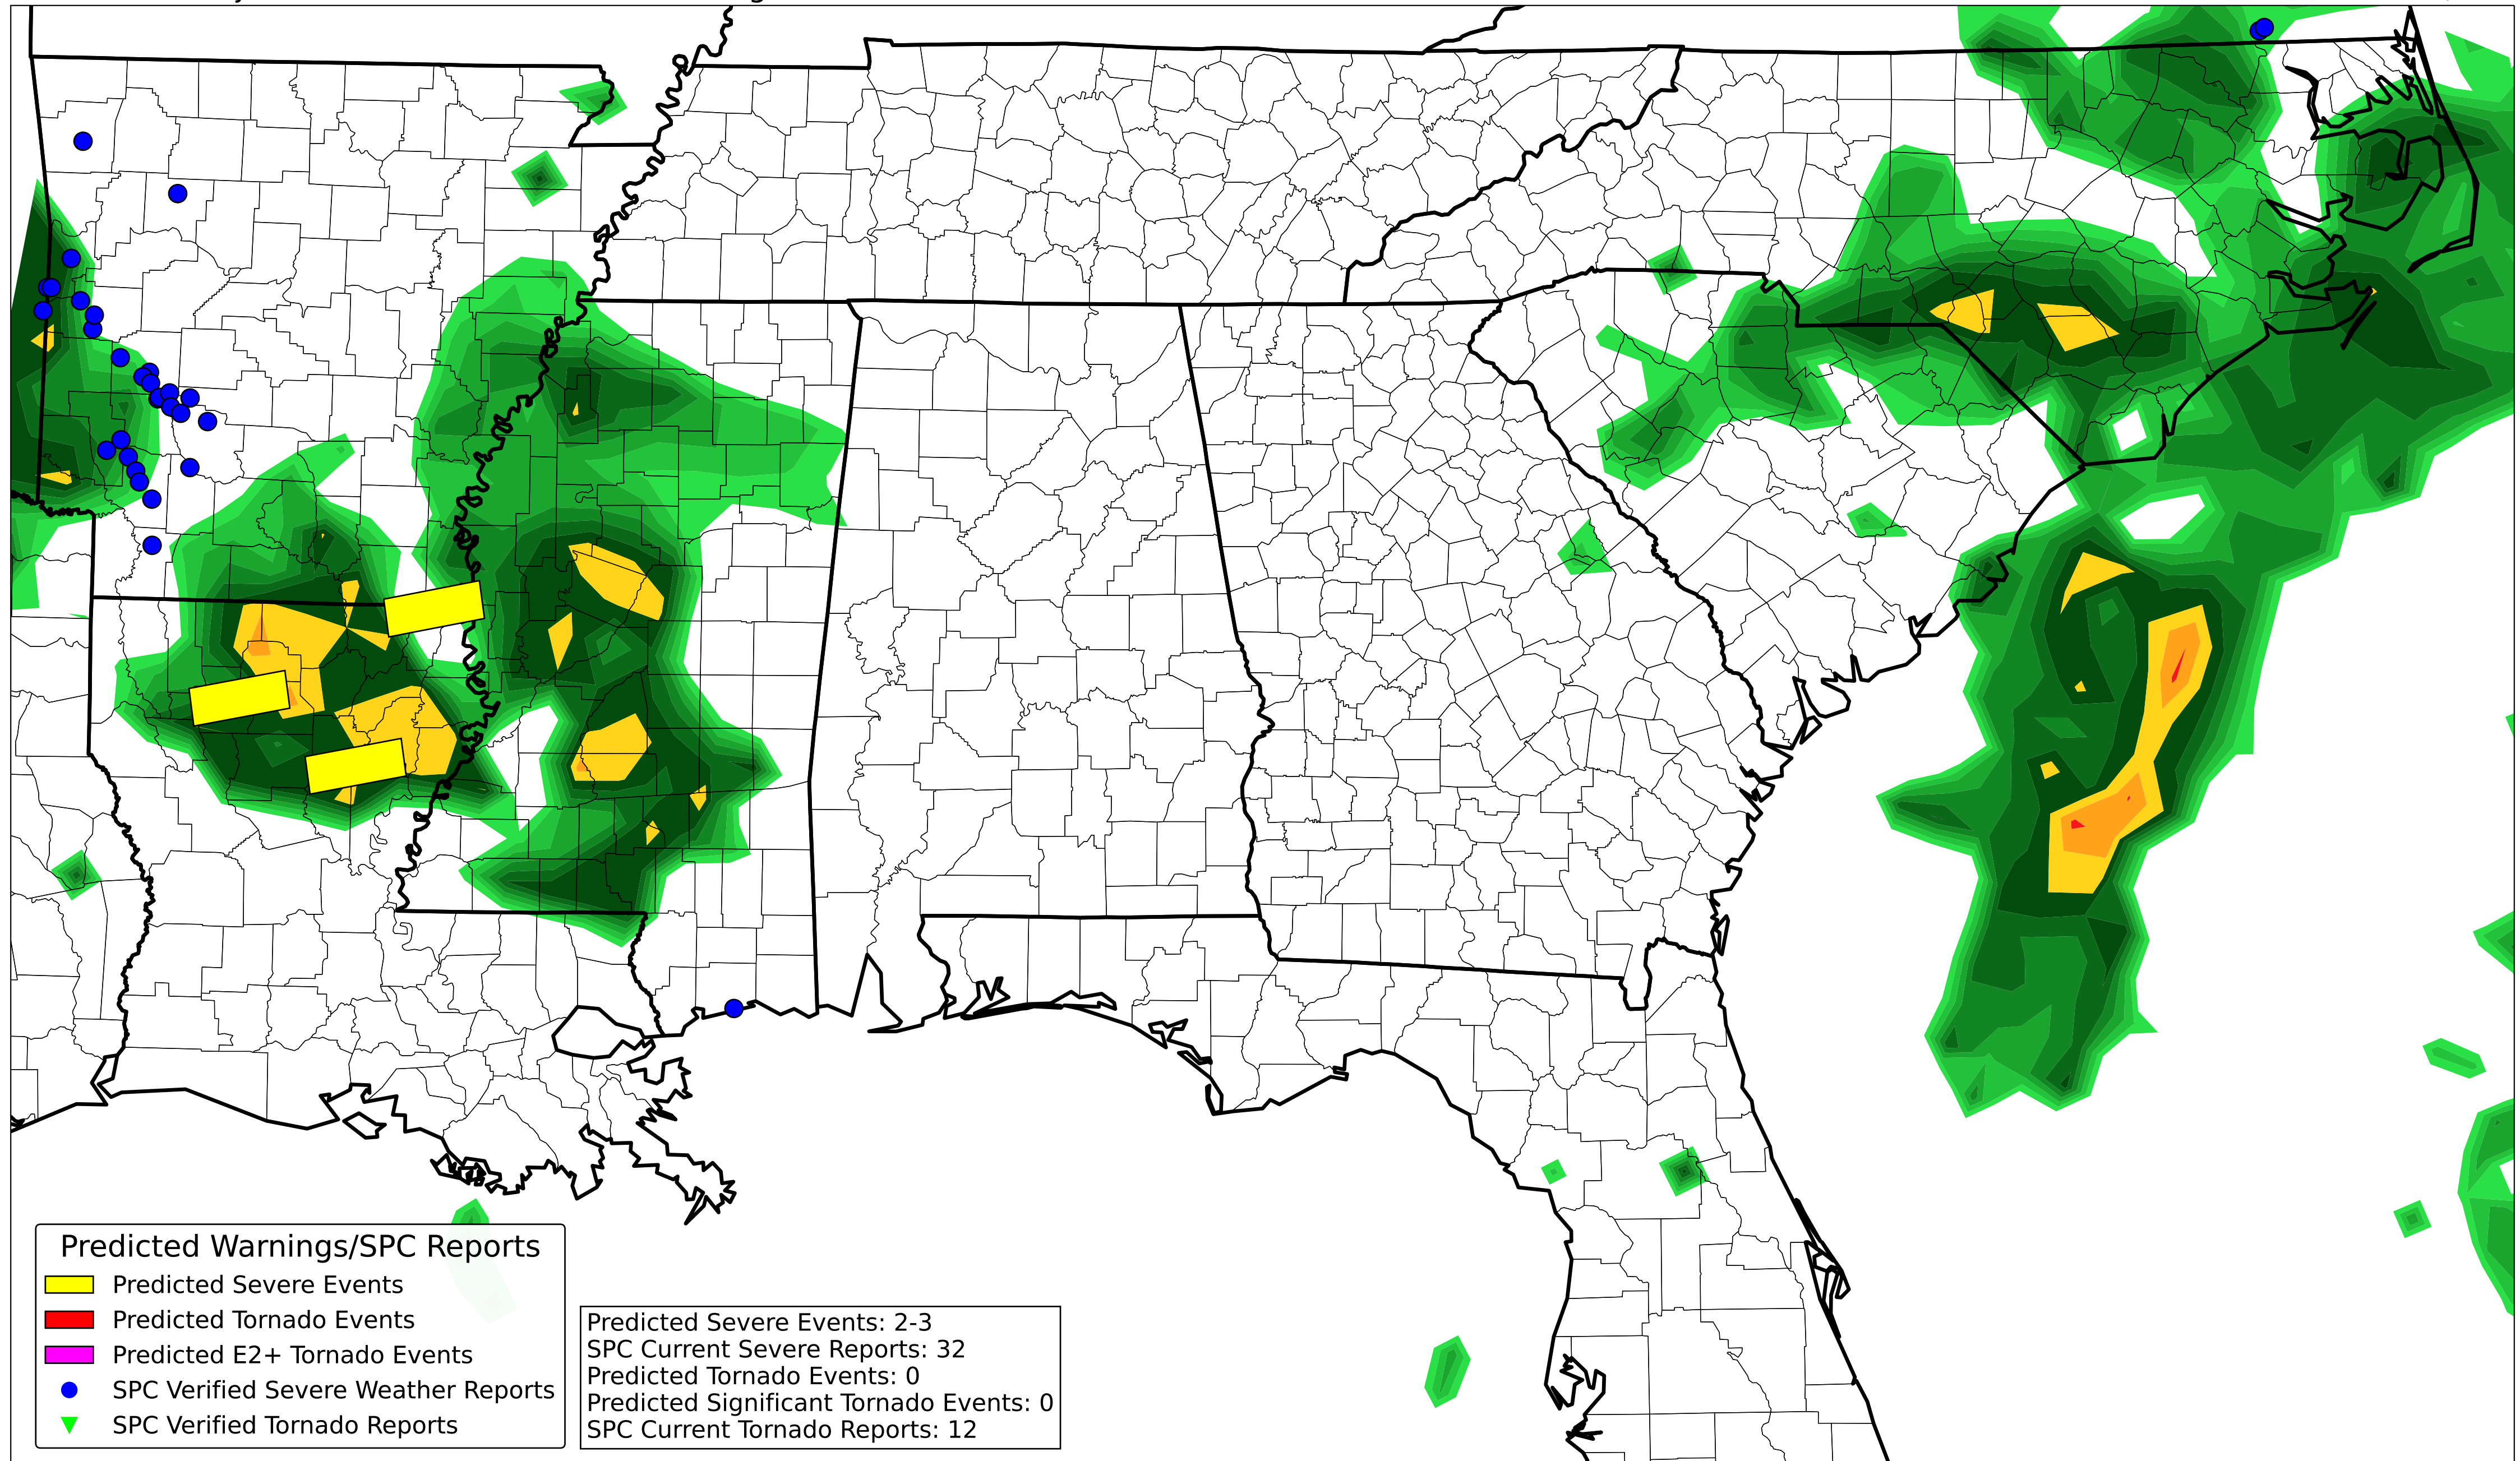 Predicted Warnings/SPC Reports
Predicted Severe Events
Predicted Tornado Events
Predicted E2+ Tornado Events
SPC Verified Severe Weather Reports
SPC Verified Tornado Reports
Predicted Severe Events: 2-3
SPC Current Severe Reports: 32
Predicted Tornado Events: 0
Predicted Significant Tornado Events: 0
SPC Current Tornado Reports: 12